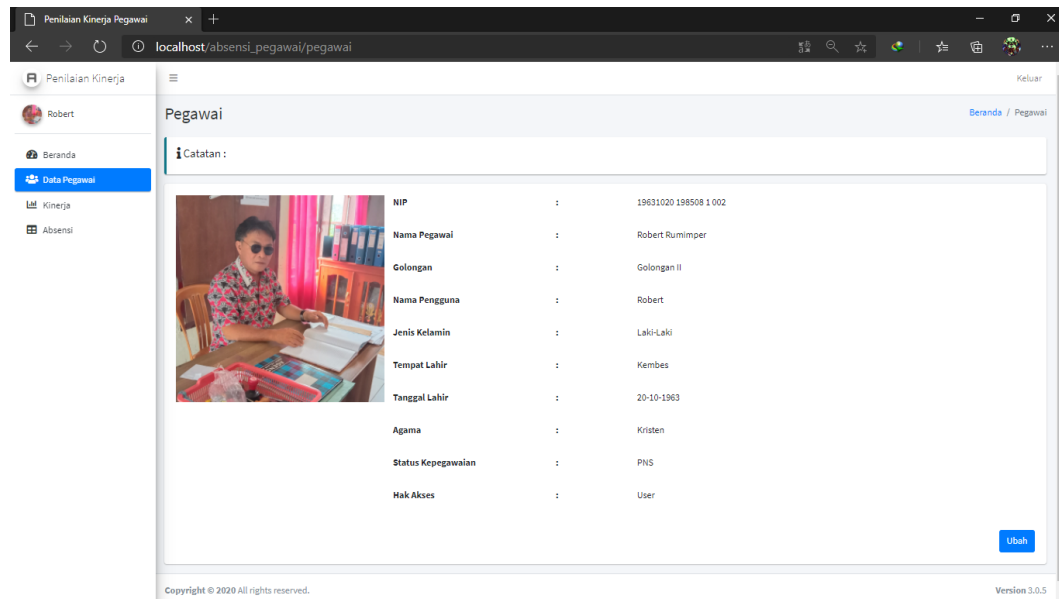 Penilaian Kinerja Pegawai
localhost/absensi_pegawai/pegawai
Penilaian Kinerja
Keluar
Robert
Pegawai
Beranda / Pegawai
Catatan :
Beranda
Data Pegawai
Kinerja
Absensi
NIP : 19631020 198508 1 002
Nama Pegawai : Robert Rumimper
Golongan : Golongan II
Nama Pengguna : Robert
Jenis Kelamin : Laki-Laki
Tempat Lahir : Kembes
Tanggal Lahir : 20-10-1963
Agama : Kristen
Status Kepegawaian : PNS
Hak Akses : User
Ubah
Copyright © 2020 All rights reserved.
Version 3.0.5